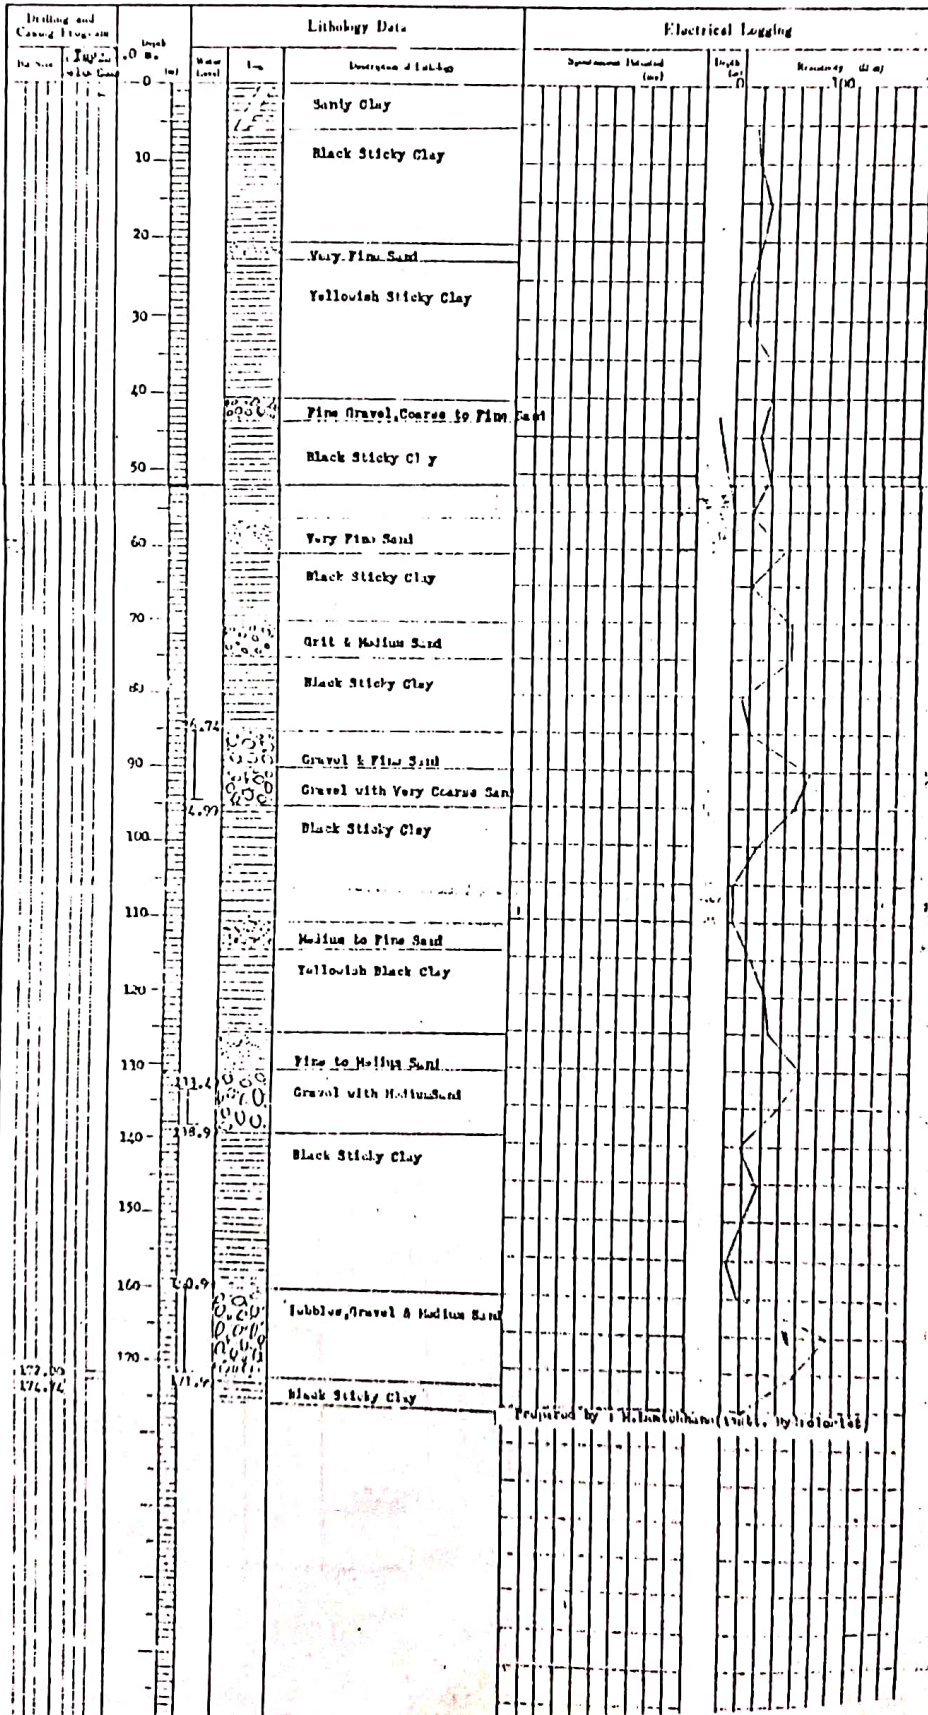 Drilling and
Casing Program
Lithology Data
Electrical Logging
Depth
Water
Level
Log
Description of Lithology
Spontaneous Potential
(mv)
Depth
(m)
Resistivity
0
0
100
Sanly Clay
10
Black Sticky Clay
20
Very Fine Sand
Yellowish Sticky Clay
30
40
Fine Gravel,Coarse to Fine Sand
Black Sticky Cl y
50
60
Very Fine Sand
Black Sticky Clay
70
Grit & Medium Sand
80
Black Sticky Clay
90
Gravel & Fine Sand
Gravel with Very Coarse San
100
Black Sticky Clay
110
Medium to Fine Sand
Yellowish Black Clay
120
130
Fine to Medium Sand
Gravel with MediumSand
140
Black Sticky Clay
150
160
Gravel & Medium Sand
170
Black Sticky Clay
Prepared by